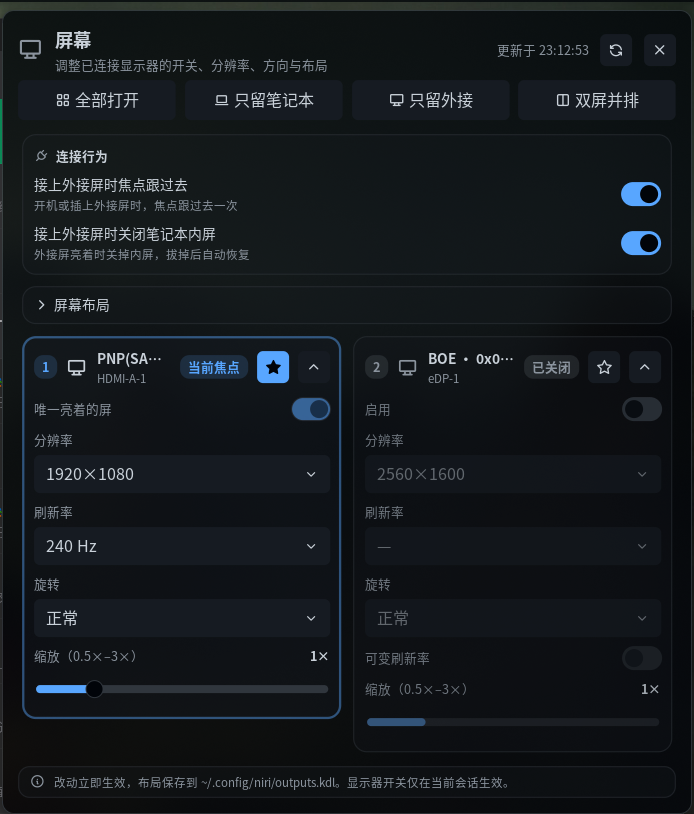 屏幕
调整已连接显示器的开关、分辨率、方向与布局
更新于 23:12:53
全部打开
只留笔记本
只留外接
双屏并排
连接行为
接上外接屏时焦点跟过去
开机或插上外接屏时，焦点跟过去一次
接上外接屏时关闭笔记本内屏
外接屏亮着时关掉内屏，拔掉后自动恢复
屏幕布局
1
PNP(SA⋯
HDMI-A-1
当前焦点
唯一亮着的屏
分辨率
1920×1080
刷新率
240 Hz
旋转
正常
缩放（0.5×–3×）
1×
2
BOE · 0x0⋯
eDP-1
已关闭
启用
分辨率
2560×1600
刷新率
—
旋转
正常
可变刷新率
缩放（0.5×–3×）
1×
改动立即生效，布局保存到 ~/.config/niri/outputs.kdl。显示器开关仅在当前会话生效。